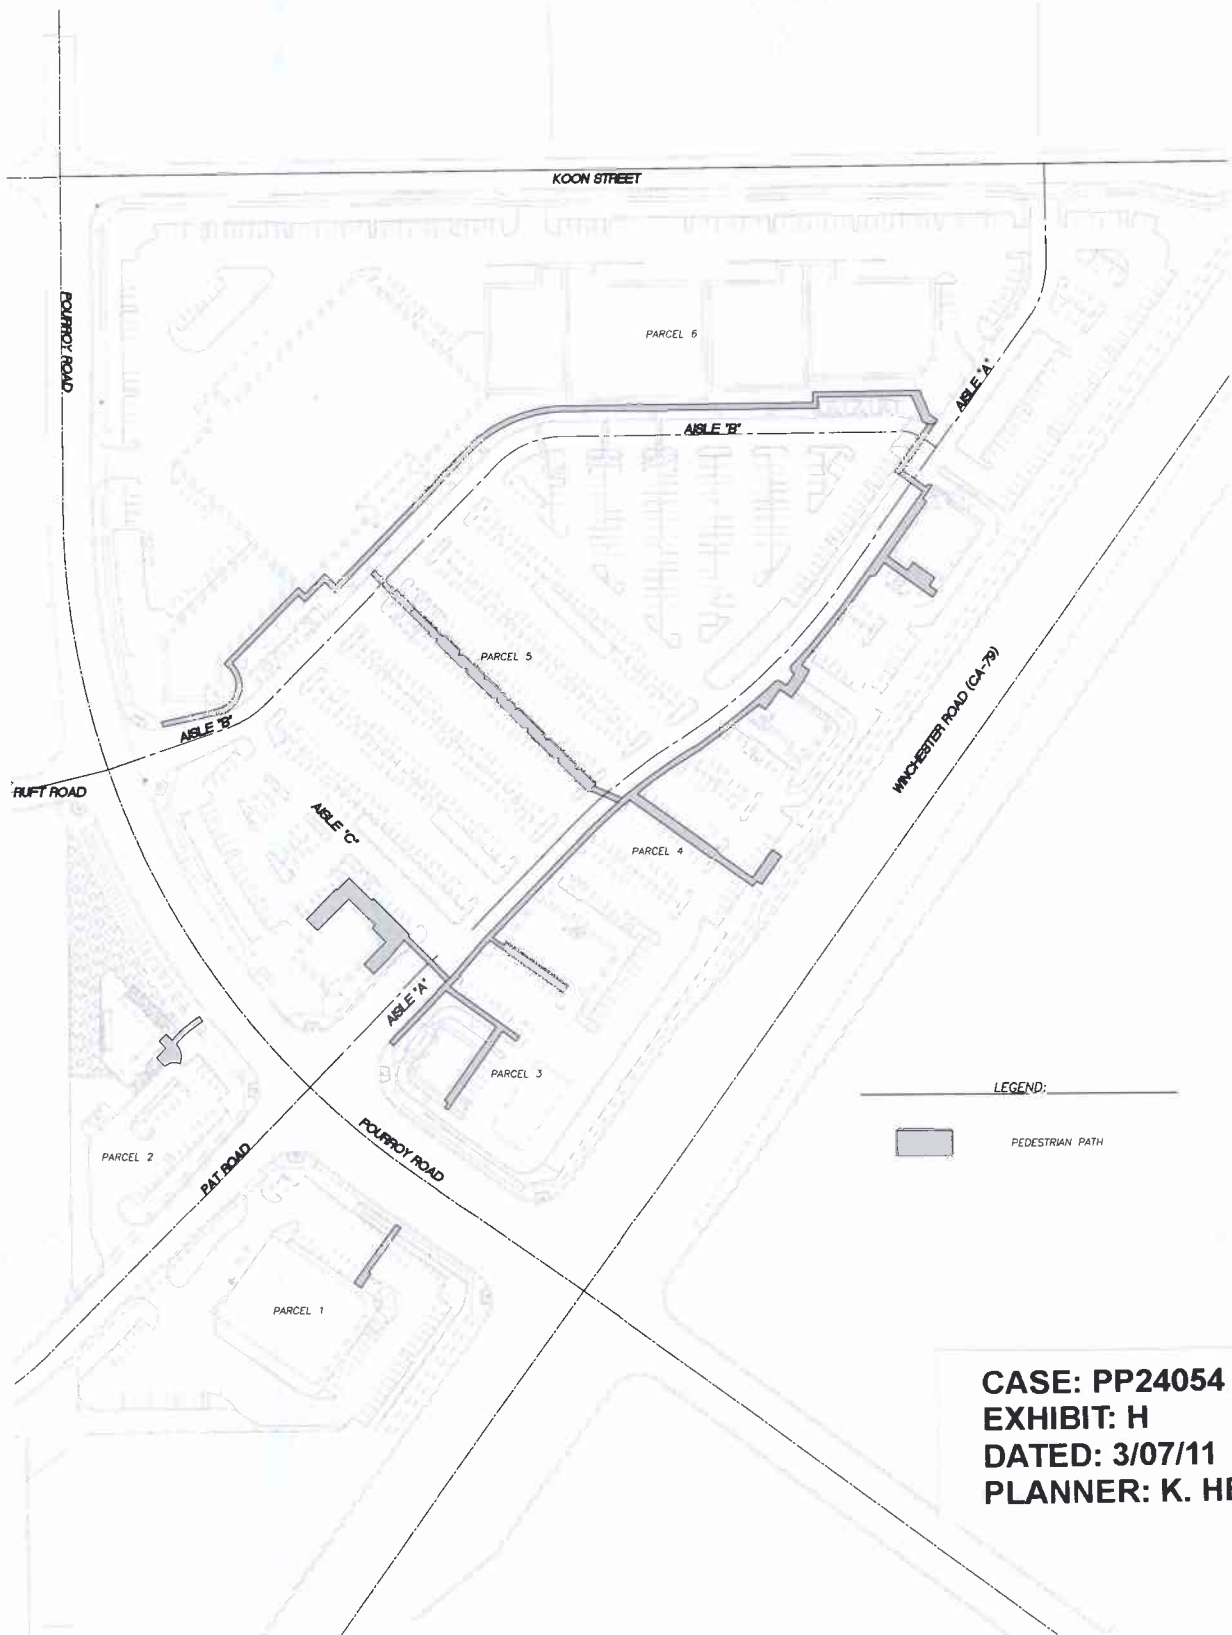 KOON STREET
POURROY ROAD
PARCEL 6
AISLE "A"
AISLE "B"
PARCEL 5
WINCHESTER ROAD (CA-79)
AISLE "B"
RUFT ROAD
AISLE "C"
PARCEL 4
AISLE "A"
PARCEL 3
LEGEND:
PEDESTRIAN PATH
POURROY ROAD
PARCEL 2
PAT ROAD
PARCEL 1
CASE: PP24054
EXHIBIT: H
DATED: 3/07/11
PLANNER: K. HE